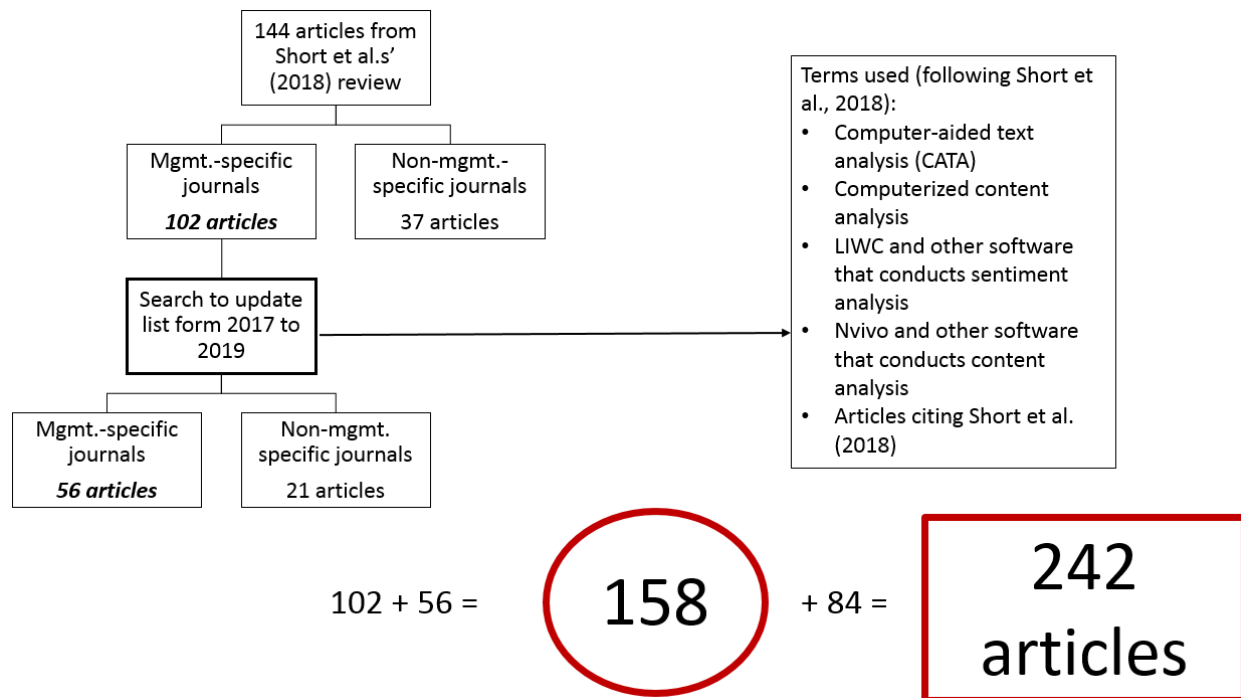 144 articles from
Short et al.s'
(2018) review
Mgmt.-specific
journals
102 articles
Non-mgmt.-
specific journals
37 articles
Search to update
list form 2017 to
2019
Mgmt.-specific
journals
56 articles
Non-mgmt.
specific journals
21 articles
Terms used (following Short et
al., 2018):
• Computer-aided text
analysis (CATA)
• Computerized content
analysis
• LIWC and other software
that conducts sentiment
analysis
• Nvivo and other software
that conducts content
analysis
• Articles citing Short et al.
(2018)
102 + 56 = 158 + 84 = 242
articles